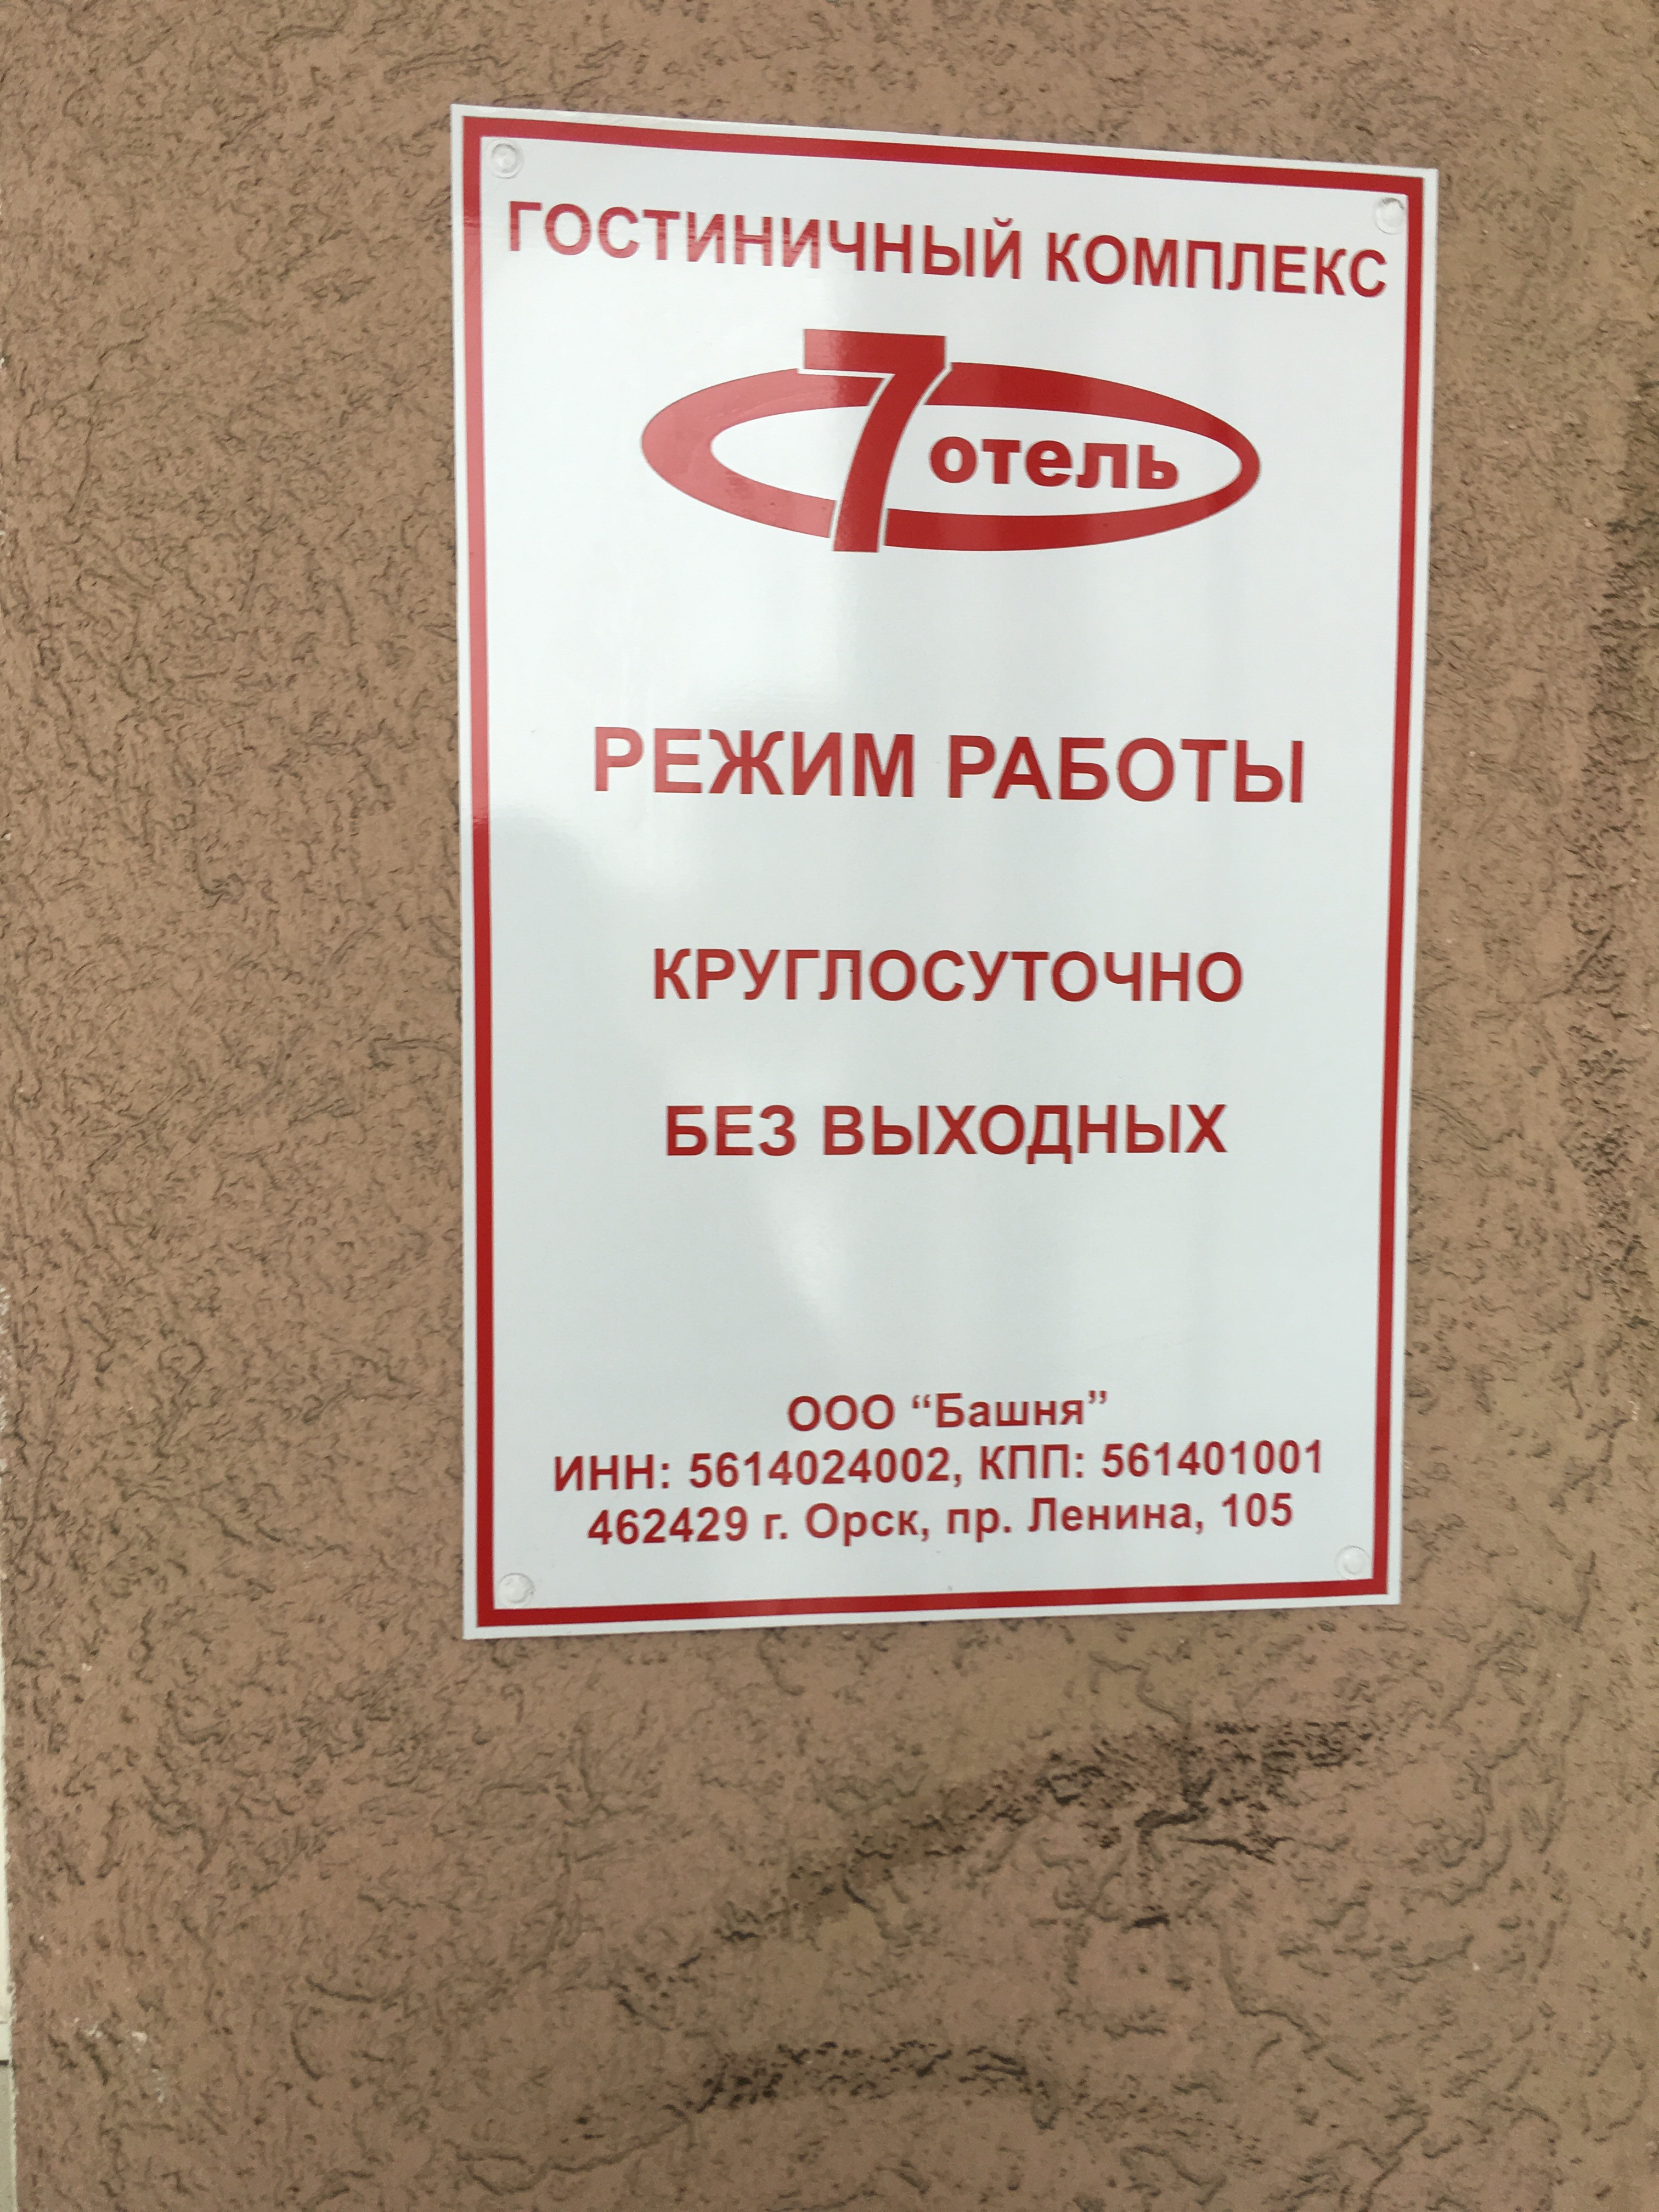 ГОСТИНИЧНЫЙ КОМПЛЕКС
7 отель
РЕЖИМ РАБОТЫ
КРУГЛОСУТОЧНО
БЕЗ ВЫХОДНЫХ
ООО “Башня”
ИНН: 5614024002, КПП: 561401001
462429 г. Орск, пр. Ленина, 105